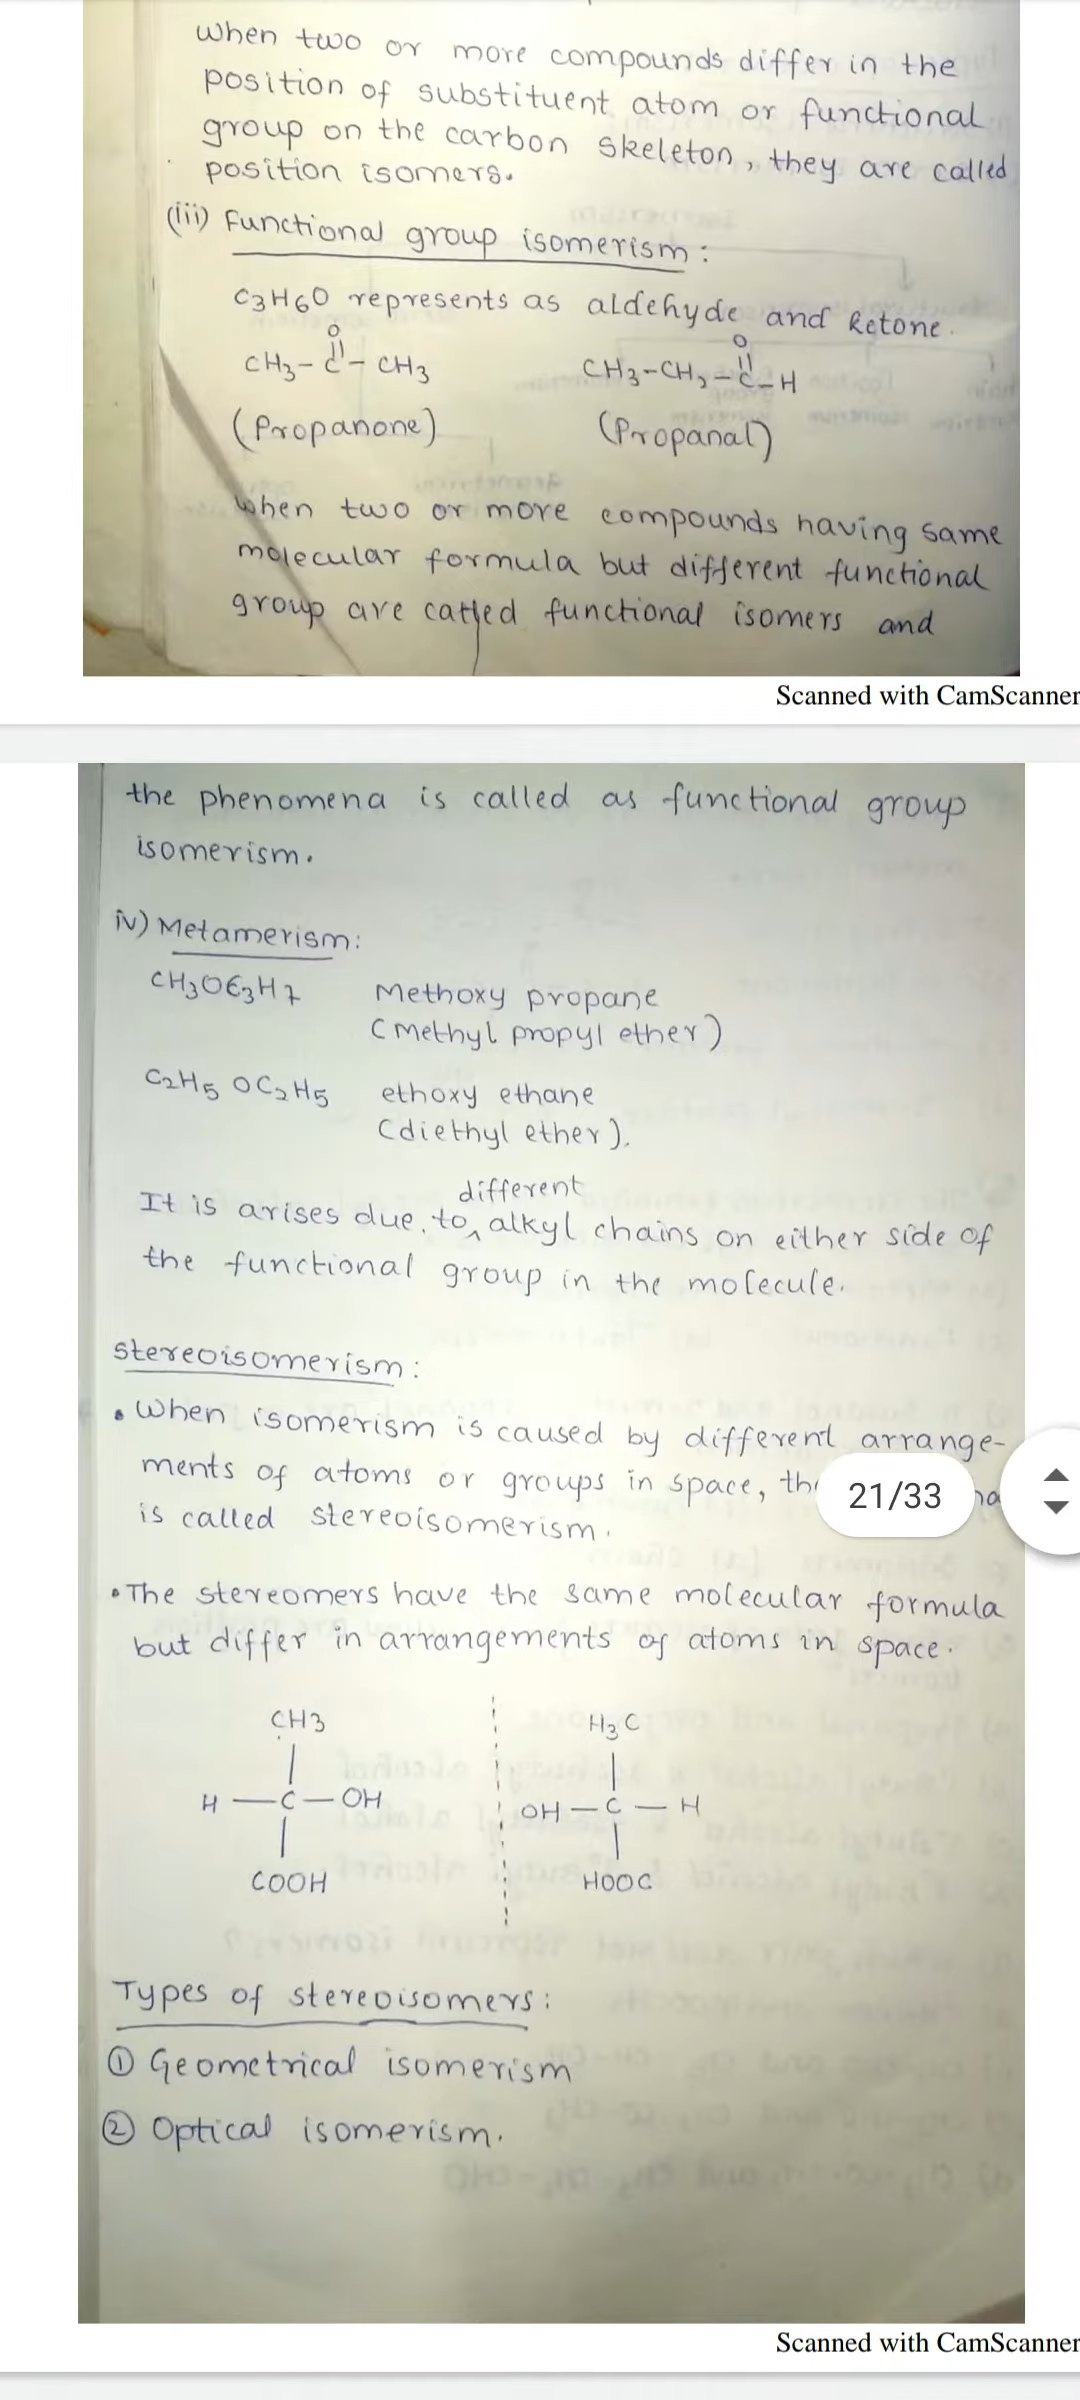 when two or more compounds differ in the
position of substituent atom or functional
group on the carbon skeleton, they are called
position isomers.
(iii) Functional group isomerism :
C3H6O represents as aldehyde and ketone.
O
||
CH3 - C - CH3
O
||
CH3-CH2-C-H
(Propanone)
(Propanal)
when two or more compounds having same
molecular formula but different functional
group are called functional isomers and
Scanned with CamScanner
the phenomena is called as functional group
isomerism.
iv) Metamerism:
CH3OC3H7 Methoxy propane
(methyl propyl ether)
C2H5 OC2H5 ethoxy ethane
(diethyl ether).
different
It is arises due to ^ alkyl chains on either side of
the functional group in the molecule.
Stereoisomerism :
• When isomerism is caused by different arrange-
ments of atoms or groups in space,
is called stereoisomerism.
21/33
• The stereomers have the same molecular formula
but differ in arrangements of atoms in space.
CH3
|
H — C — OH
|
COOH
H3C
|
OH — C — H
|
HOOC
Types of stereoisomers :
① Geometrical isomerism
② Optical isomerism.
Scanned with CamScanner